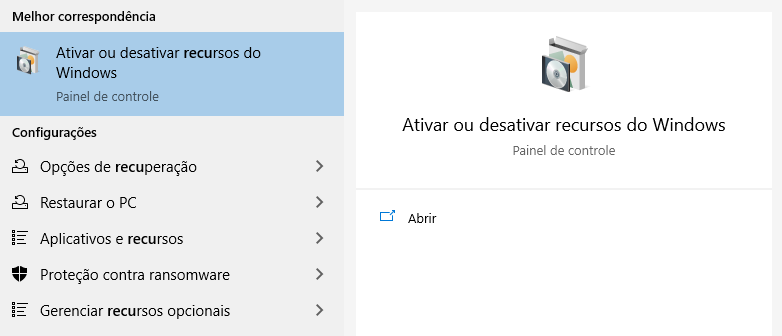 Melhor correspondência
Ativar ou desativar recursos do
Windows
Painel de controle
Configurações
Opções de recuperação
Restaurar o PC
Aplicativos e recursos
Proteção contra ransomware
Gerenciar recursos opcionais
Ativar ou desativar recursos do Windows
Painel de controle
Abrir